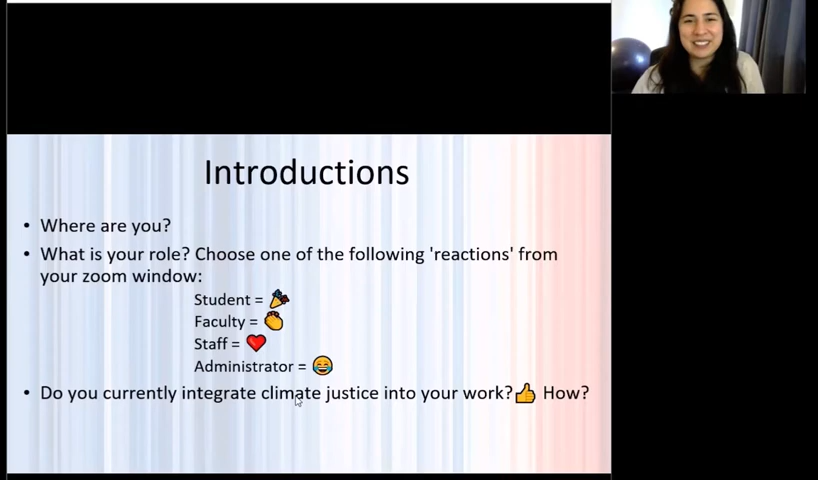 Introductions
• Where are you?
• What is your role? Choose one of the following 'reactions' from
your zoom window:
Student = 🎉
Faculty = 👏
Staff = ❤️
Administrator = 😂
• Do you currently integrate climate justice into your work?👍 How?